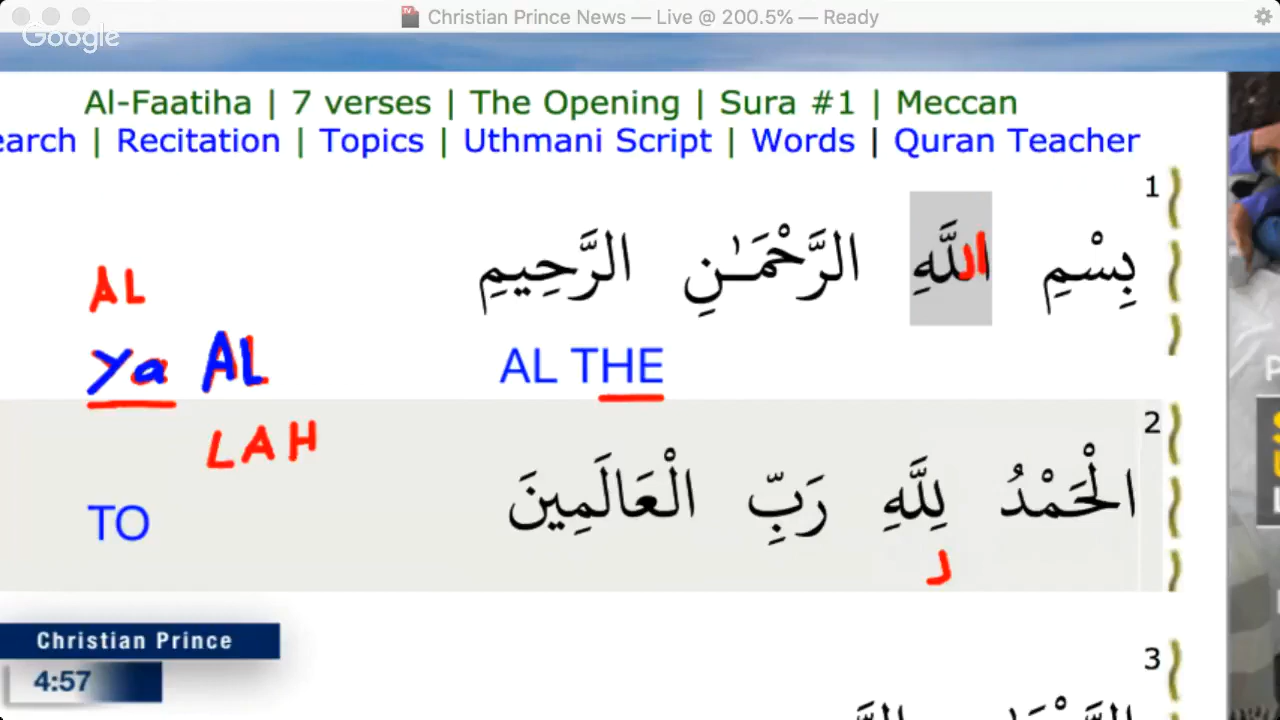 Christian Prince News — Live @ 200.5% — Ready
Google
Al-Faatiha | 7 verses | The Opening | Sura #1 | Meccan
earch | Recitation | Topics | Uthmani Script | Words | Quran Teacher
1
بِسْمِ اللَّهِ الرَّحْمَـٰنِ الرَّحِيمِ
AL
ya AL
AL THE
LAH
2
الْحَمْدُ لِلَّهِ رَبِّ الْعَالَمِينَ
TO
3
Christian Prince
4:57